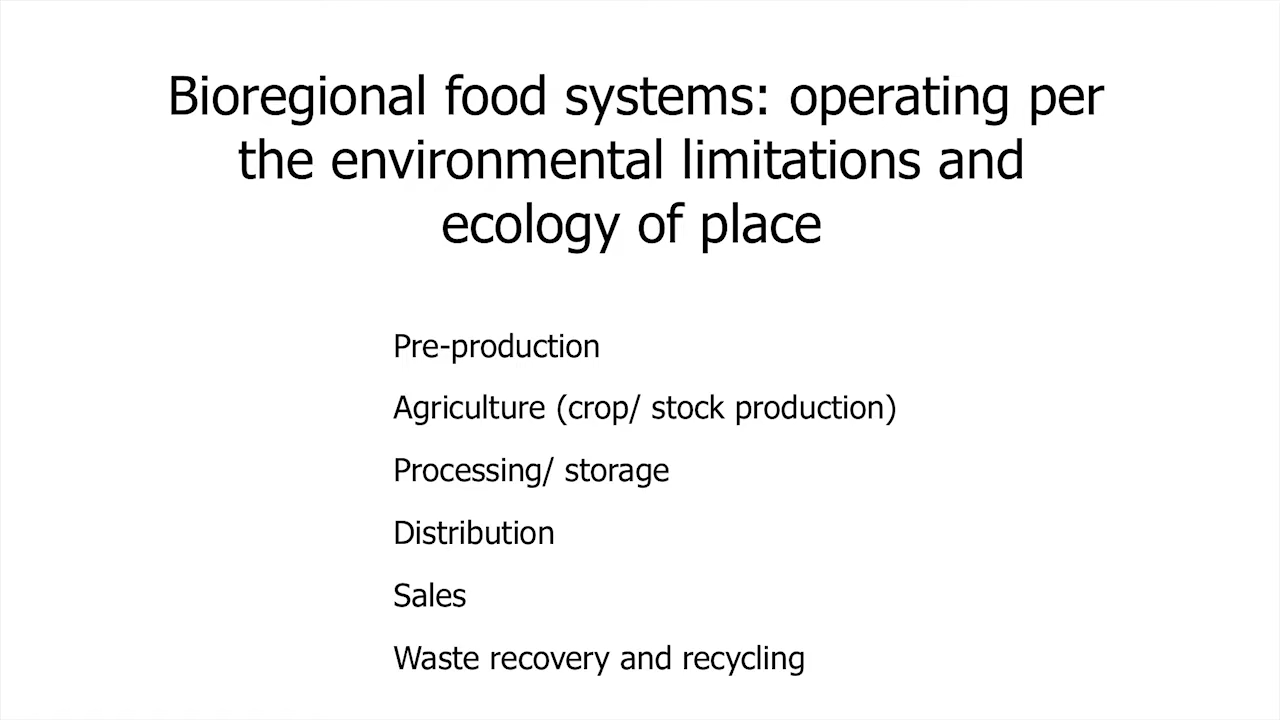 Bioregional food systems: operating per
the environmental limitations and
ecology of place
Pre-production
Agriculture (crop/ stock production)
Processing/ storage
Distribution
Sales
Waste recovery and recycling